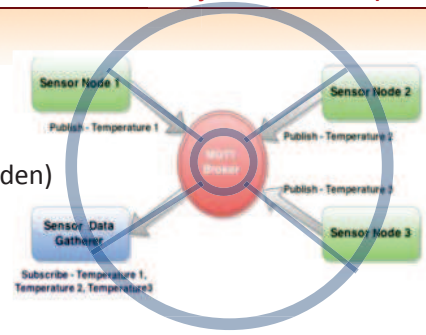 Sensor Node 1
Sensor Node 2
Publish - Temperature 1
Publish - Temperature 2
MQTT
Broker
den)
Publish - Temperature 3
Sensor Data
Gatherer
Sensor Node 3
Subscribe - Temperature 1,
Temperature 2, Temperature3